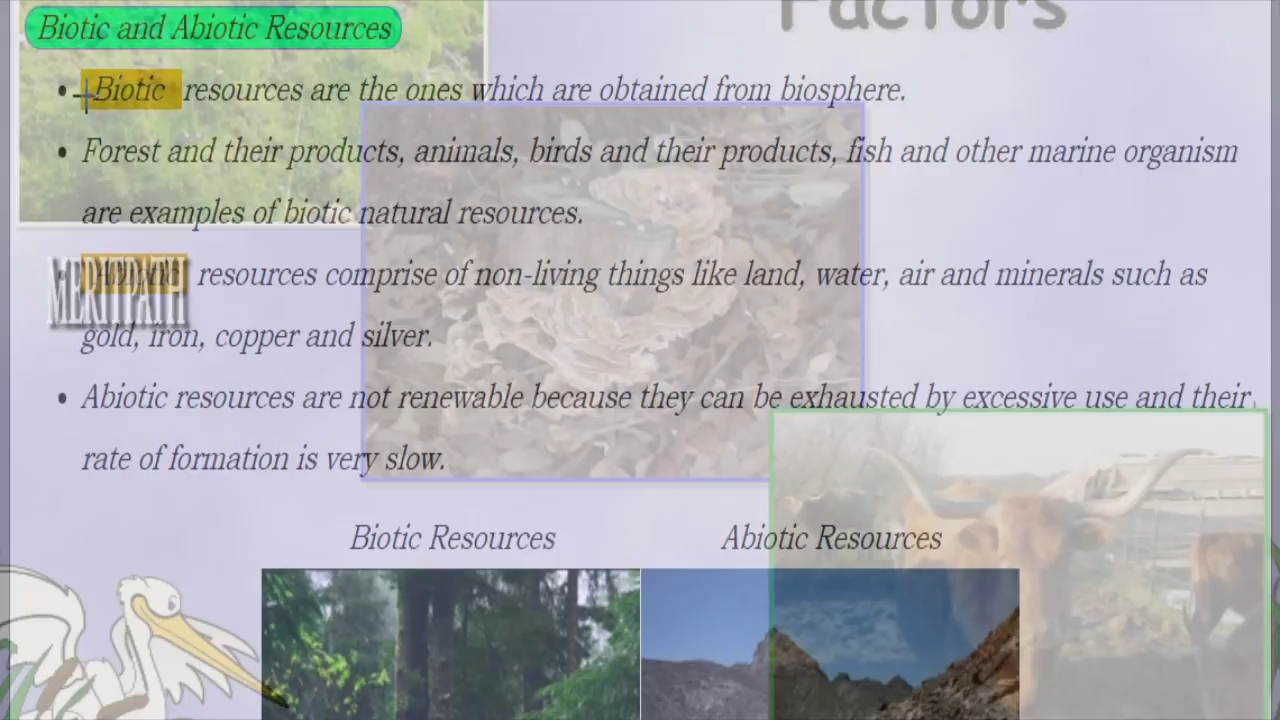 Factors
Biotic and Abiotic Resources
• Biotic resources are the ones which are obtained from biosphere.
• Forest and their products, animals, birds and their products, fish and other marine organism
are examples of biotic natural resources.
• Abiotic resources comprise of non-living things like land, water, air and minerals such as
MERITPATH
gold, iron, copper and silver.
• Abiotic resources are not renewable because they can be exhausted by excessive use and their
rate of formation is very slow.
Biotic Resources
Abiotic Resources